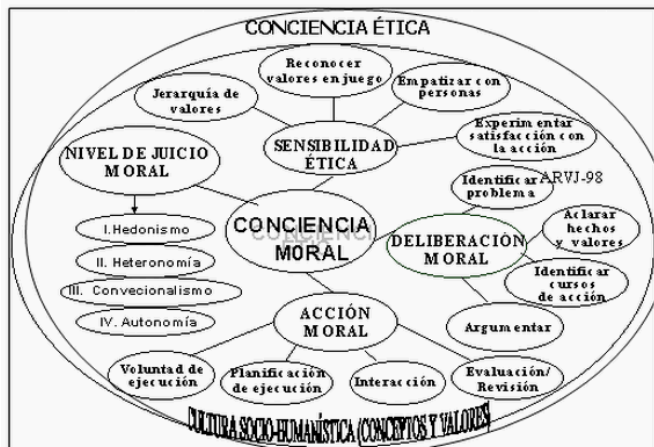 CONCIENCIA ÉTICA
Reconocer
valores en juego
Empatizar con
personas
Jerarquía de
valores
Experimentar
satisfacción con
la acción
SENSIBILIDAD
ÉTICA
NIVEL DE JUICIO
MORAL
Identificar
problema
ARVJ-98
I.Hedonismo
II. Heteronomía
III. Convecionalismo
IV. Autonomía
CONCIENCIA
MORAL
DELIBERACIÓN
MORAL
Aclarar
hechos
y valores
Identificar
cursos
de acción
Argumentar
ACCIÓN
MORAL
Voluntad de
ejecución
Planificación
de ejecución
Interacción
Evaluación/
Revisión
CULTURA SOCIO-HUMANÍSTICA (CONCEPTOS Y VALORES)